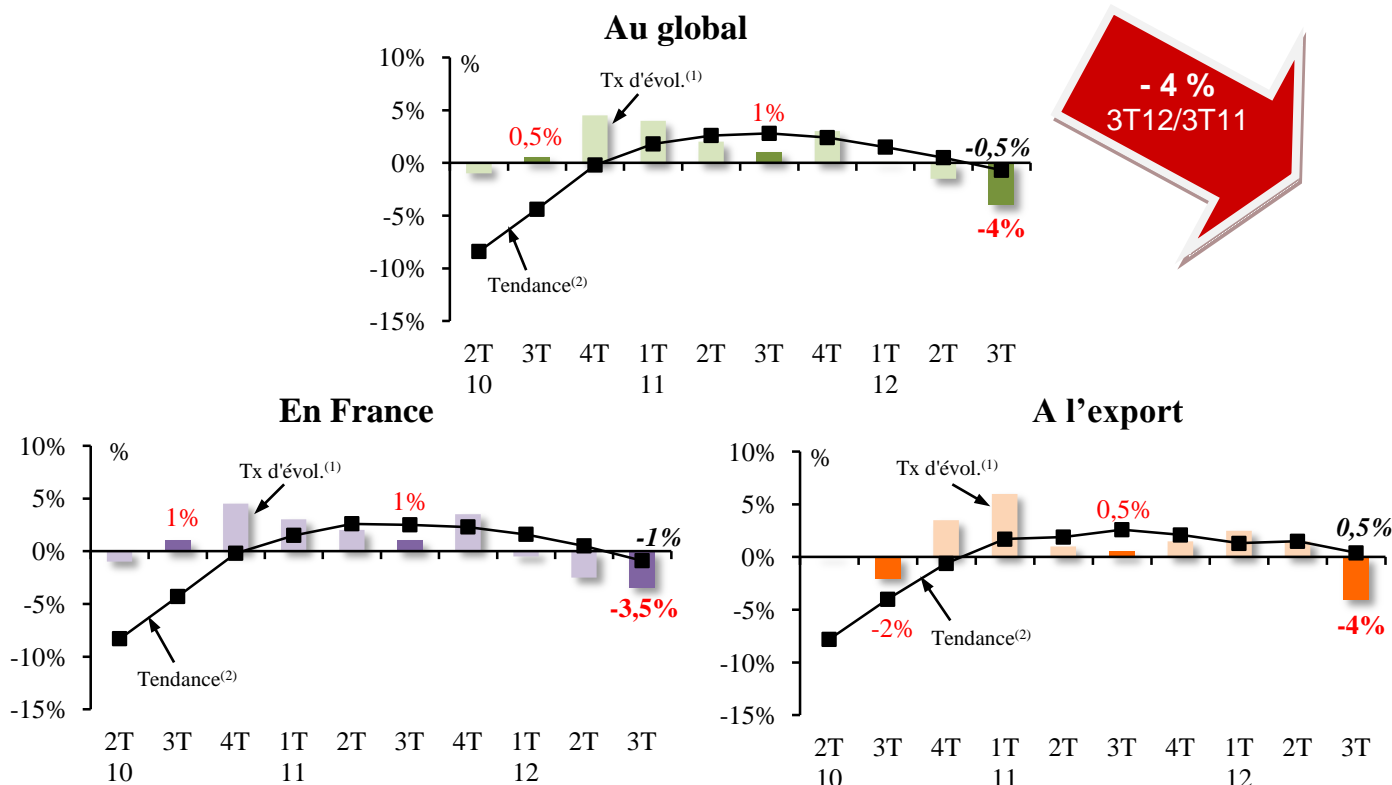 Au global
- 4 %
3T12/3T11
%
10%
5%
0%
-5%
-10%
-15%
Tx d'évol.(1)
0,5%
1%
-0,5%
-4%
Tendance(2)
2T 3T 4T 1T 2T 3T 4T 1T 2T 3T
10 11 12
En France
%
10%
5%
0%
-5%
-10%
-15%
Tx d'évol.(1)
1%
1%
-1%
-3,5%
Tendance(2)
2T 3T 4T 1T 2T 3T 4T 1T 2T 3T
10 11 12
A l’export
%
10%
5%
0%
-5%
-10%
-15%
Tx d'évol.(1)
0,5%
0,5%
-2%
-4%
Tendance(2)
2T 3T 4T 1T 2T 3T 4T 1T 2T 3T
10 11 12